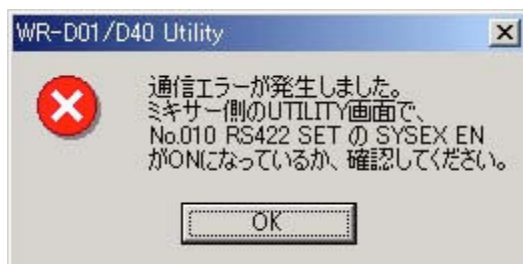 WR-D01/D40 Utility
通信エラーが発生しました。
ミキサー側のUTILITY画面で、
No.010 RS422 SET の SYSEX EN
がONになっているか、確認してください。
OK